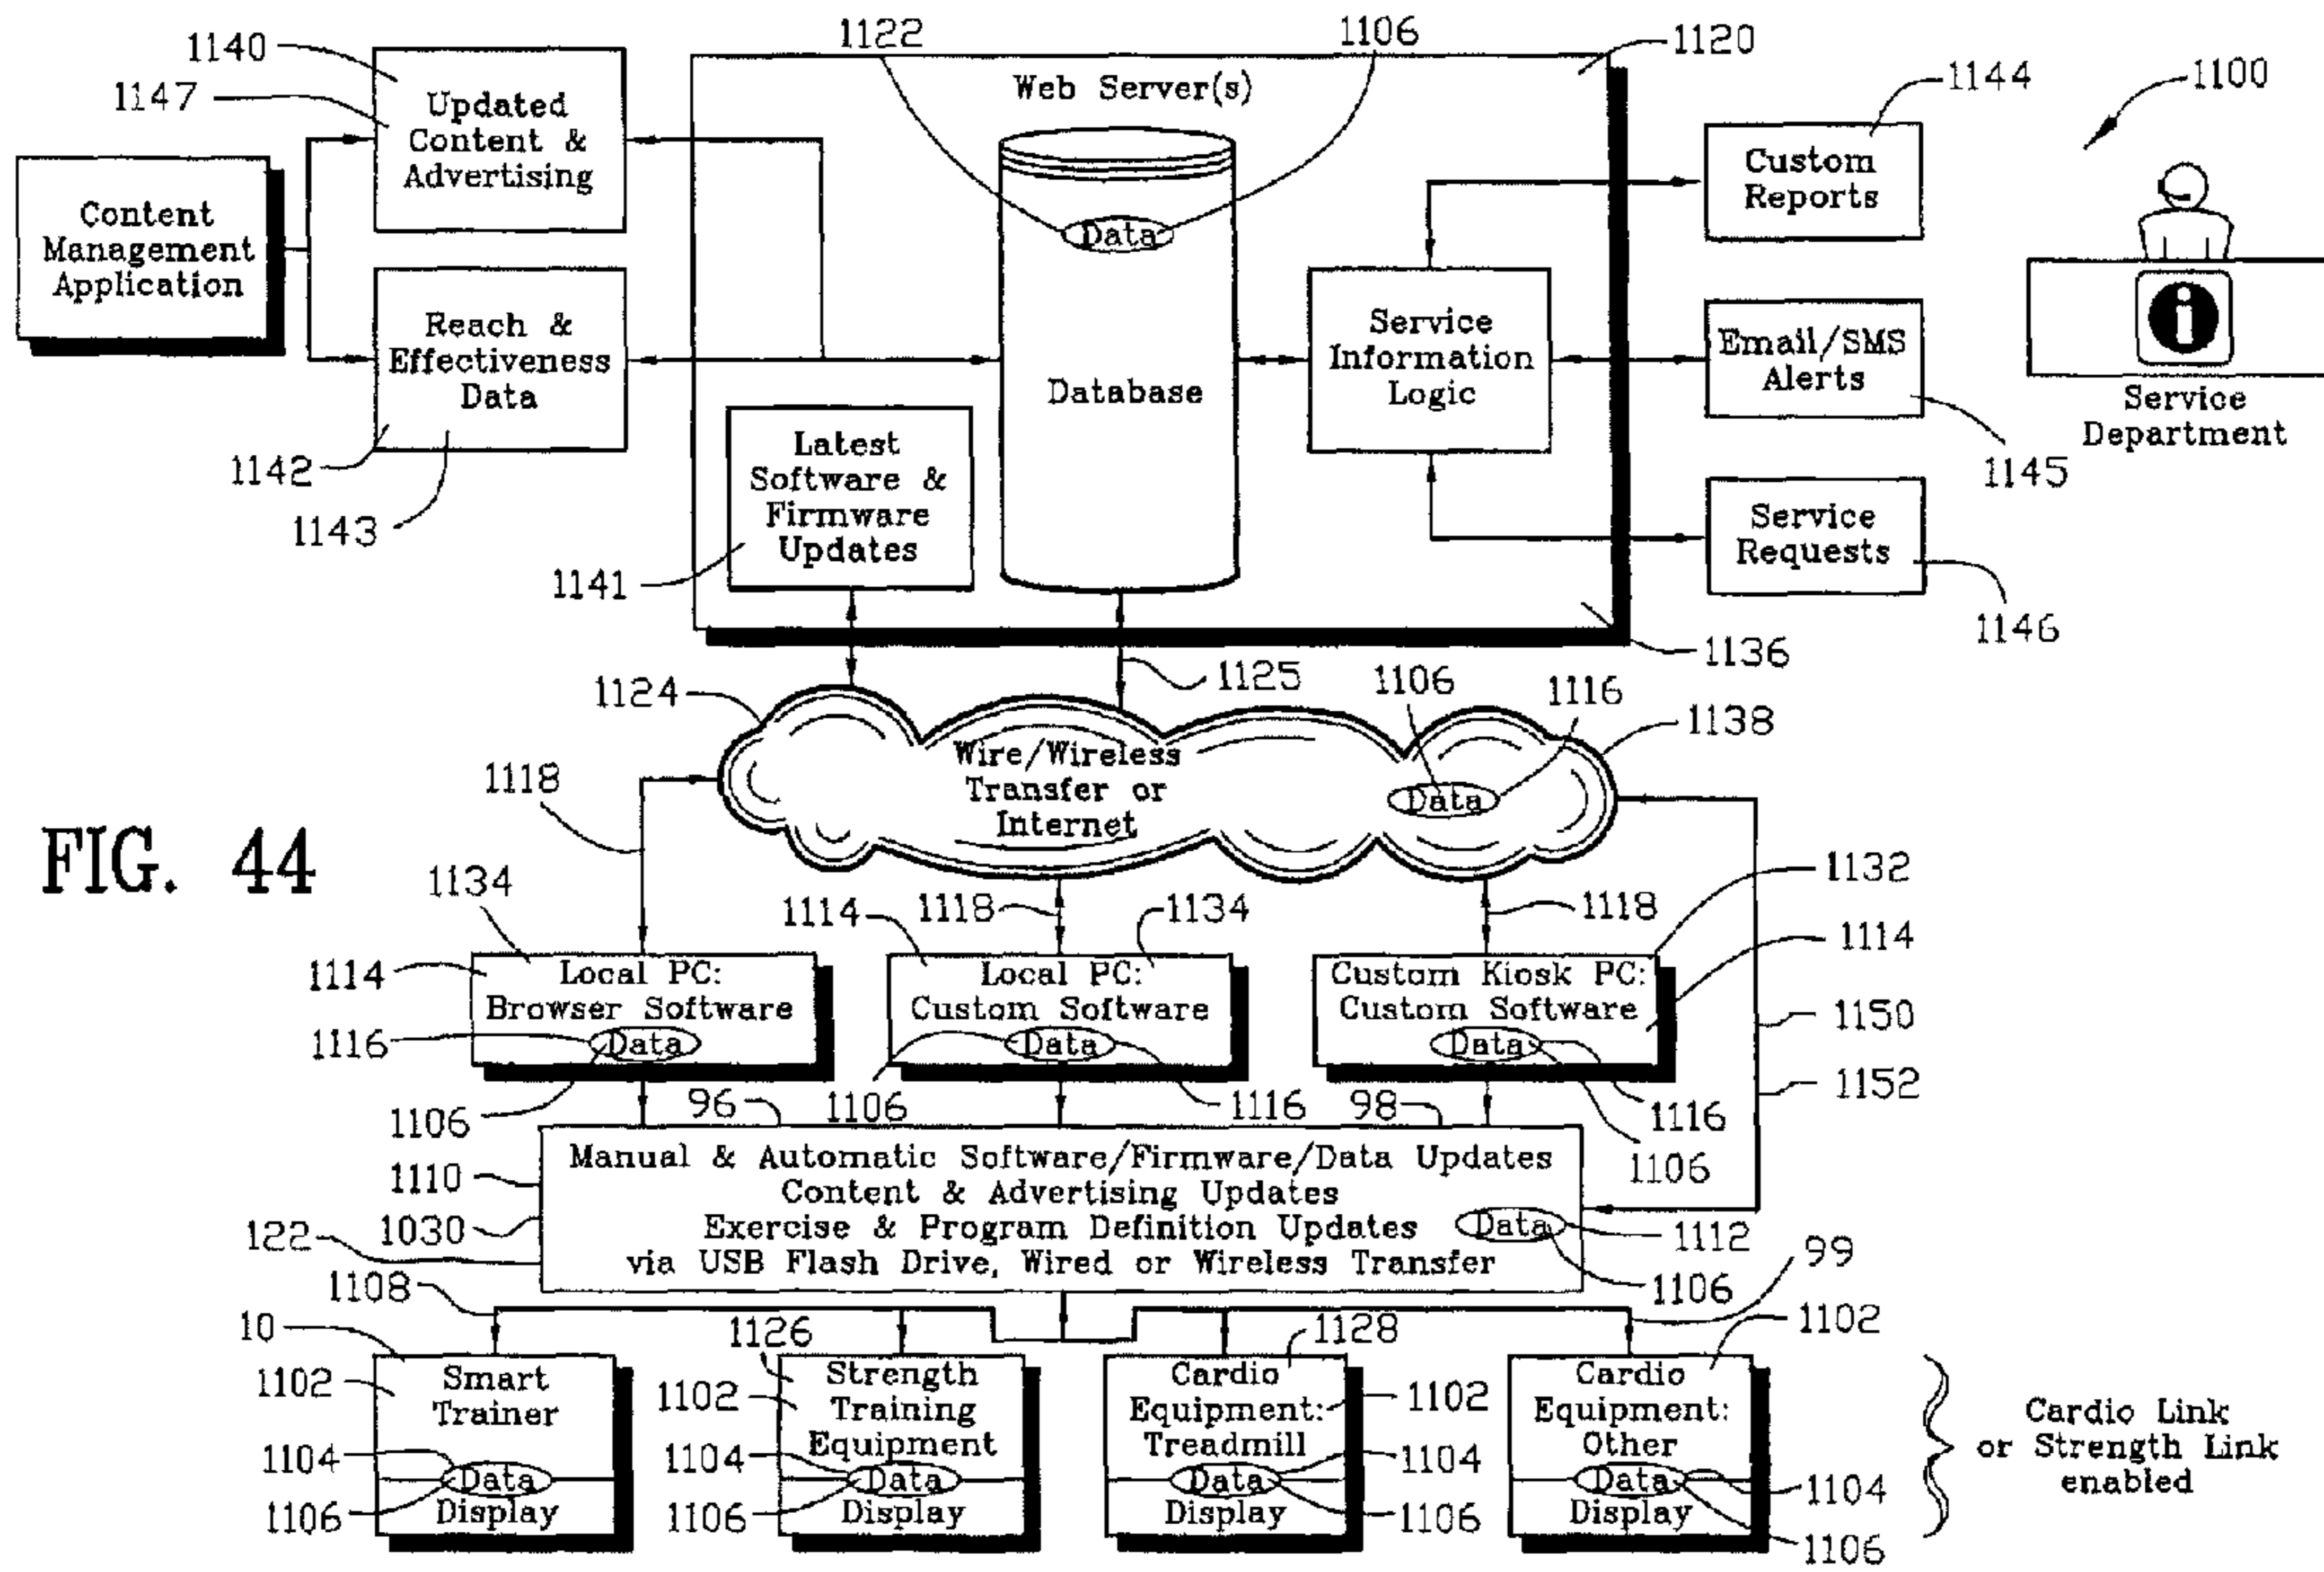 1122
1106
1140
1120
1147
Updated
Content &
Advertising
Web Server(s)
1144
1100
Custom
Reports
Content
Management
Application
Data
Reach &
Effectiveness
Data
Service
Information
Logic
Email/SMS
Alerts
Database
Service
Department
Latest
Software &
Firmware
Updates
1142
1143
1145
Service
Requests
1141
1146
1136
1125
1124
1106
1116
1138
Wire/Wireless
Transfer or
Internet
Data
1118
FIG. 44
1134
1114
1118
1134
1118
1132
1114
1114
Local PC:
Browser Software
Data
Local PC:
Custom Software
Data
Custom Kiosk PC:
Custom Software
Data
1150
1116
1152
1106
96
1106
1116
98
1116
1106
Manual & Automatic Software/Firmware/Data Updates
Content & Advertising Updates
Exercise & Program Definition Updates
via USB Flash Drive, Wired or Wireless Transfer
Data
1110
1030
122
1112
1106
99
1108
10
1126
1128
1102
1102
Smart
Trainer
Data
Display
1102
Strength
Training
Equipment
Data
Display
Cardio
Equipment:
Treadmill
Data
Display
1102
Cardio
Equipment:
Other
Data
Display
1104
1106
1104
1106
1104
1106
1104
1106
Cardio Link
or Strength Link
enabled